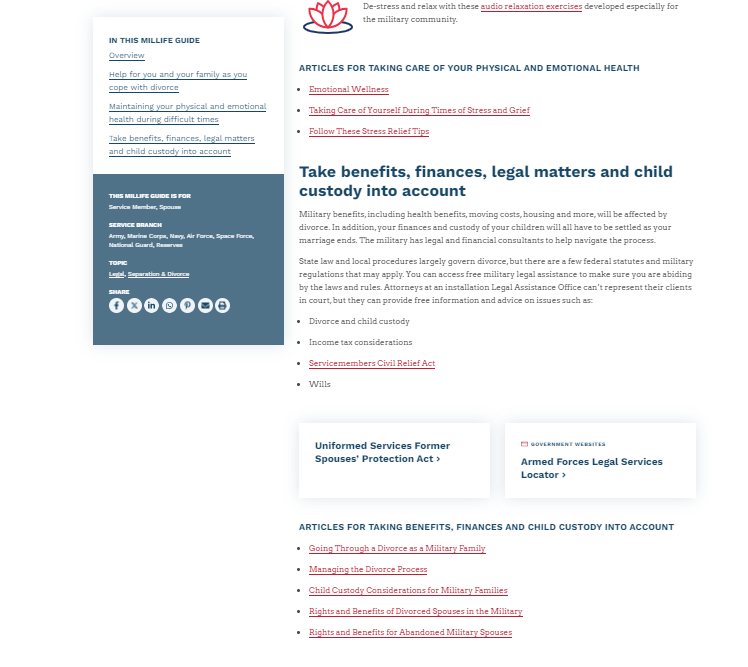 IN THIS MILLIFE GUIDE
Overview
Help for you and your family as you
cope with divorce
Maintaining your physical and emotional
health during difficult times
Take benefits, finances, legal matters
and child custody into account
THIS MILLIFE GUIDE IS FOR
Service Member, Spouse
SERVICE BRANCH
Army, Marine Corps, Navy, Air Force, Space Force,
National Guard, Reserves
TOPIC
Legal, Separation & Divorce
SHARE
De-stress and relax with these audio relaxation exercises developed especially for
the military community.
ARTICLES FOR TAKING CARE OF YOUR PHYSICAL AND EMOTIONAL HEALTH
• Emotional Wellness
• Taking Care of Yourself During Times of Stress and Grief
• Follow These Stress Relief Tips
Take benefits, finances, legal matters and child
custody into account
Military benefits, including health benefits, moving costs, housing and more, will be affected by
divorce. In addition, your finances and custody of your children will all have to be settled as your
marriage ends. The military has legal and financial consultants to help navigate the process.
State law and local procedures largely govern divorce, but there are a few federal statutes and military
regulations that may apply. You can access free military legal assistance to make sure you are abiding
by the laws and rules. Attorneys at an installation Legal Assistance Office can't represent their clients
in court, but they can provide free information and advice on issues such as:
• Divorce and child custody
• Income tax considerations
• Servicemembers Civil Relief Act
• Wills
Uniformed Services Former
Spouses' Protection Act ›
GOVERNMENT WEBSITES
Armed Forces Legal Services
Locator ›
ARTICLES FOR TAKING BENEFITS, FINANCES AND CHILD CUSTODY INTO ACCOUNT
• Going Through a Divorce as a Military Family
• Managing the Divorce Process
• Child Custody Considerations for Military Families
• Rights and Benefits of Divorced Spouses in the Military
• Rights and Benefits for Abandoned Military Spouses